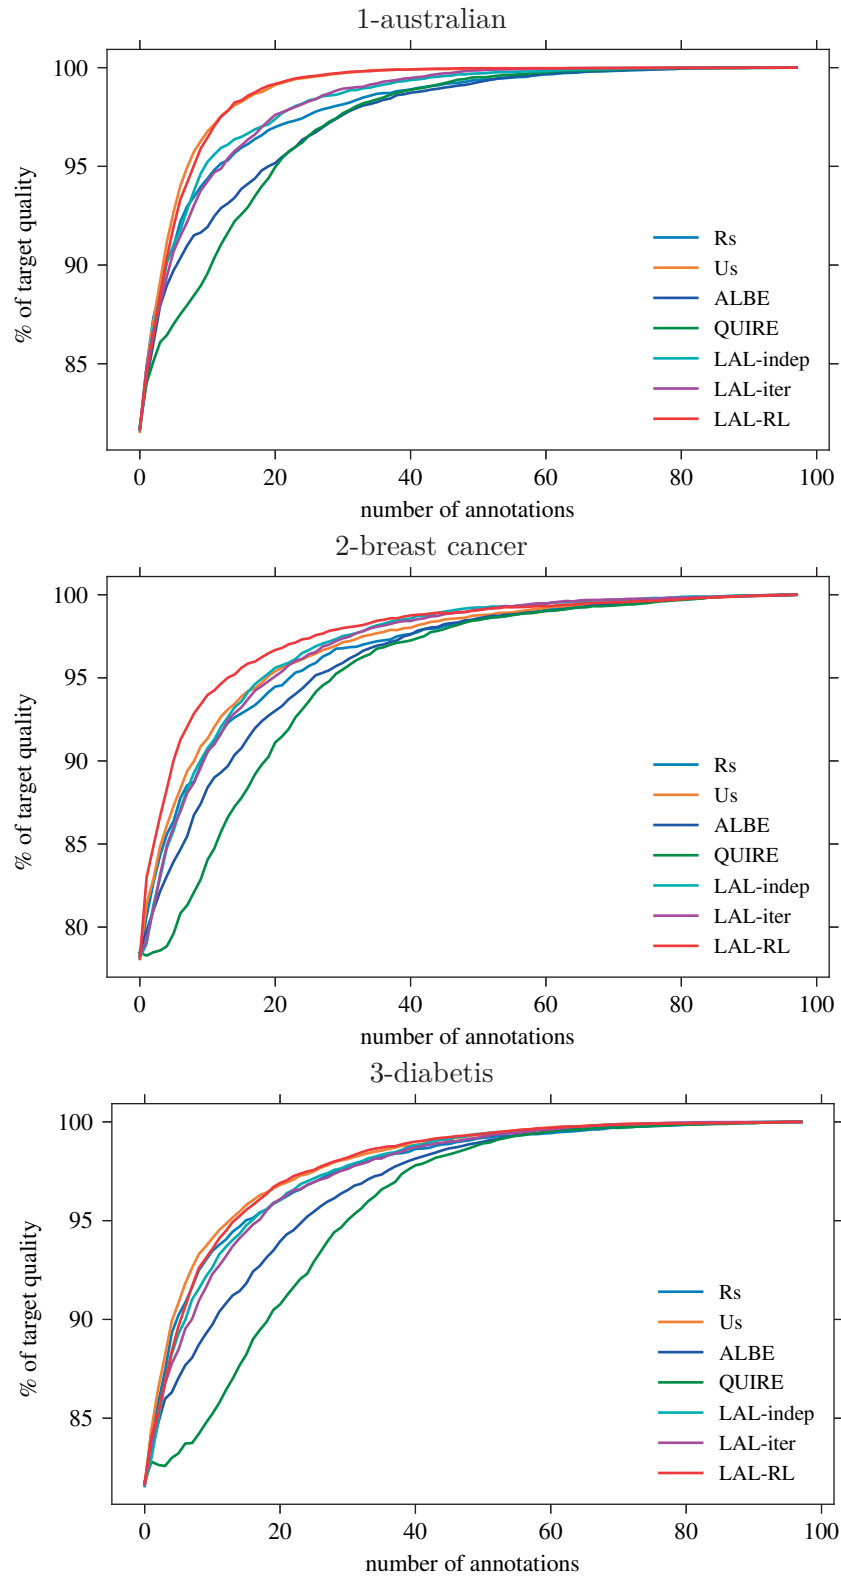 1-australian
100
95
90
85
% of target quality
Rs
Us
ALBE
QUIRE
LAL-indep
LAL-iter
LAL-RL
0 20 40 60 80 100
number of annotations
2-breast cancer
100
95
90
85
80
% of target quality
Rs
Us
ALBE
QUIRE
LAL-indep
LAL-iter
LAL-RL
0 20 40 60 80 100
number of annotations
3-diabetis
100
95
90
85
% of target quality
Rs
Us
ALBE
QUIRE
LAL-indep
LAL-iter
LAL-RL
0 20 40 60 80 100
number of annotations